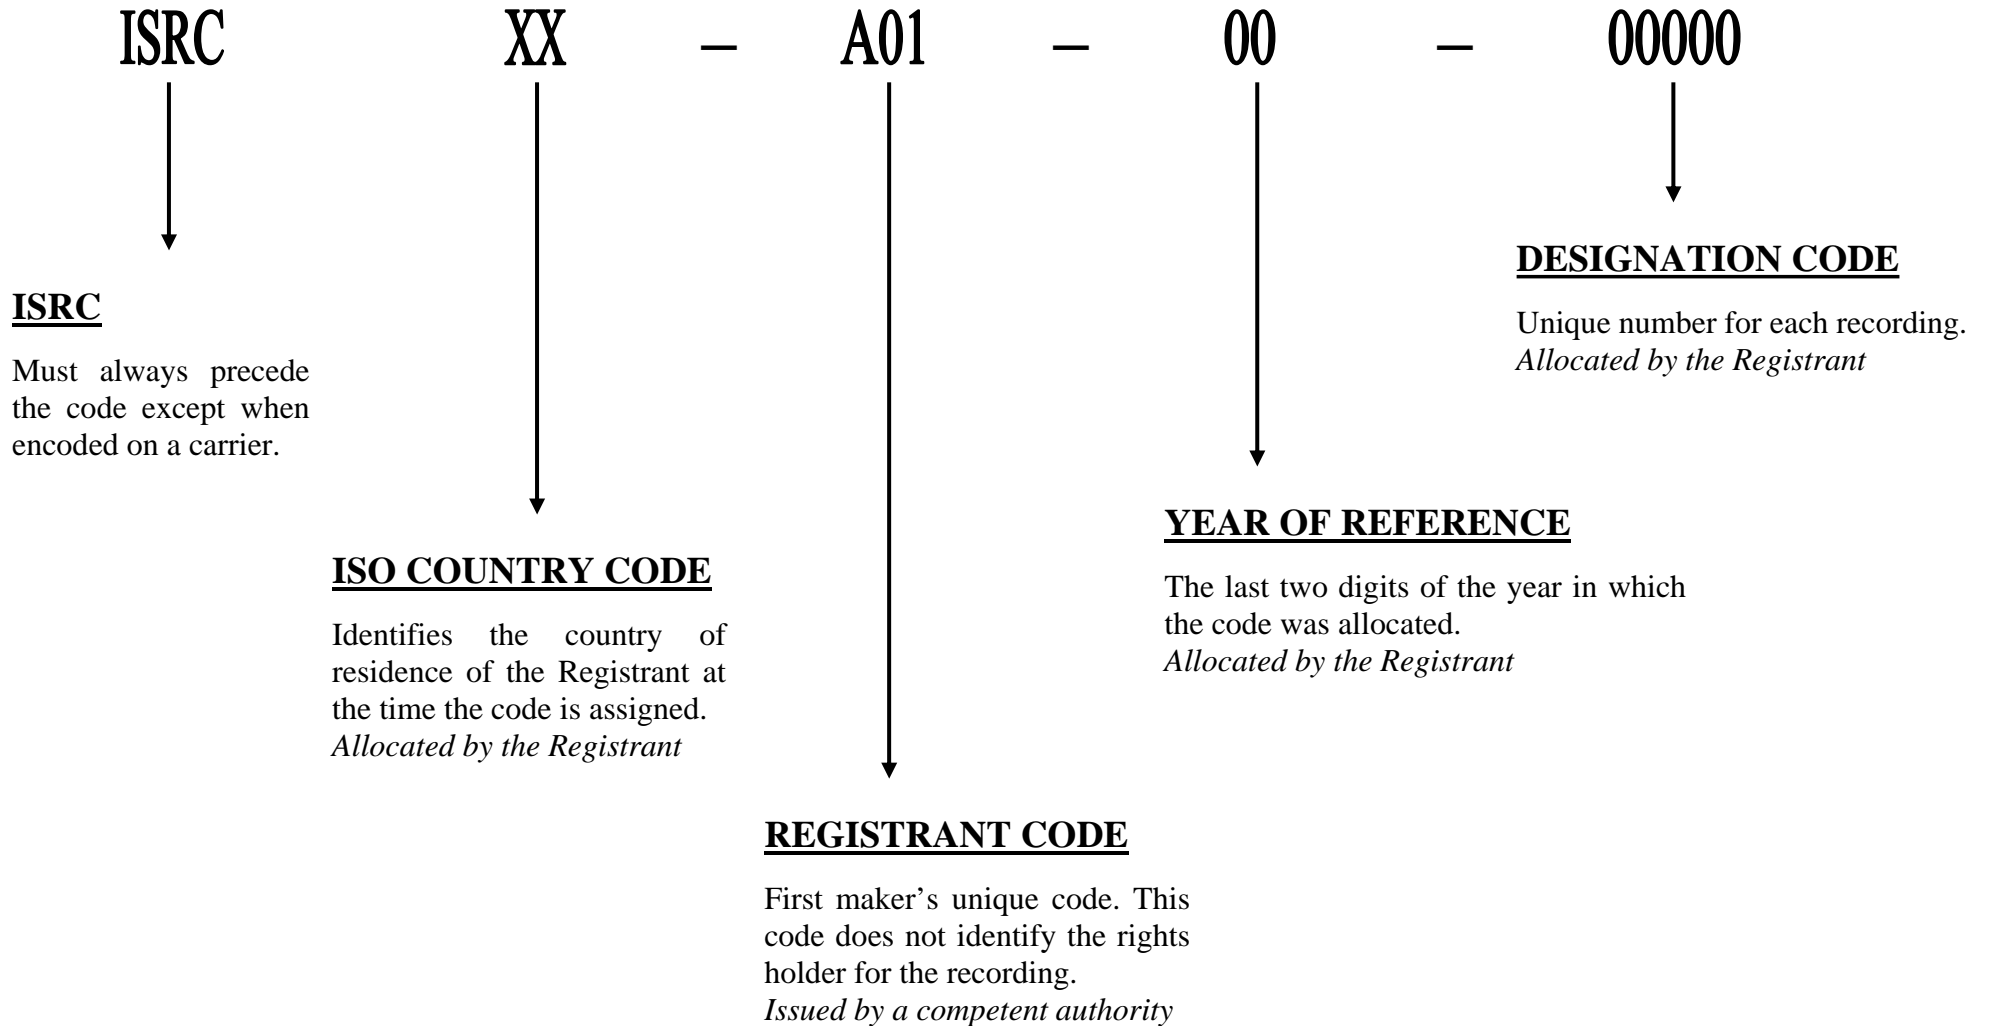 ISRC XX – A01 – 00 – 00000
ISRC
Must always precede
the code except when
encoded on a carrier.
ISO COUNTRY CODE
Identifies the country of
residence of the Registrant at
the time the code is assigned.
Allocated by the Registrant
REGISTRANT CODE
First maker’s unique code. This
code does not identify the rights
holder for the recording.
Issued by a competent authority
YEAR OF REFERENCE
The last two digits of the year in which
the code was allocated.
Allocated by the Registrant
DESIGNATION CODE
Unique number for each recording.
Allocated by the Registrant